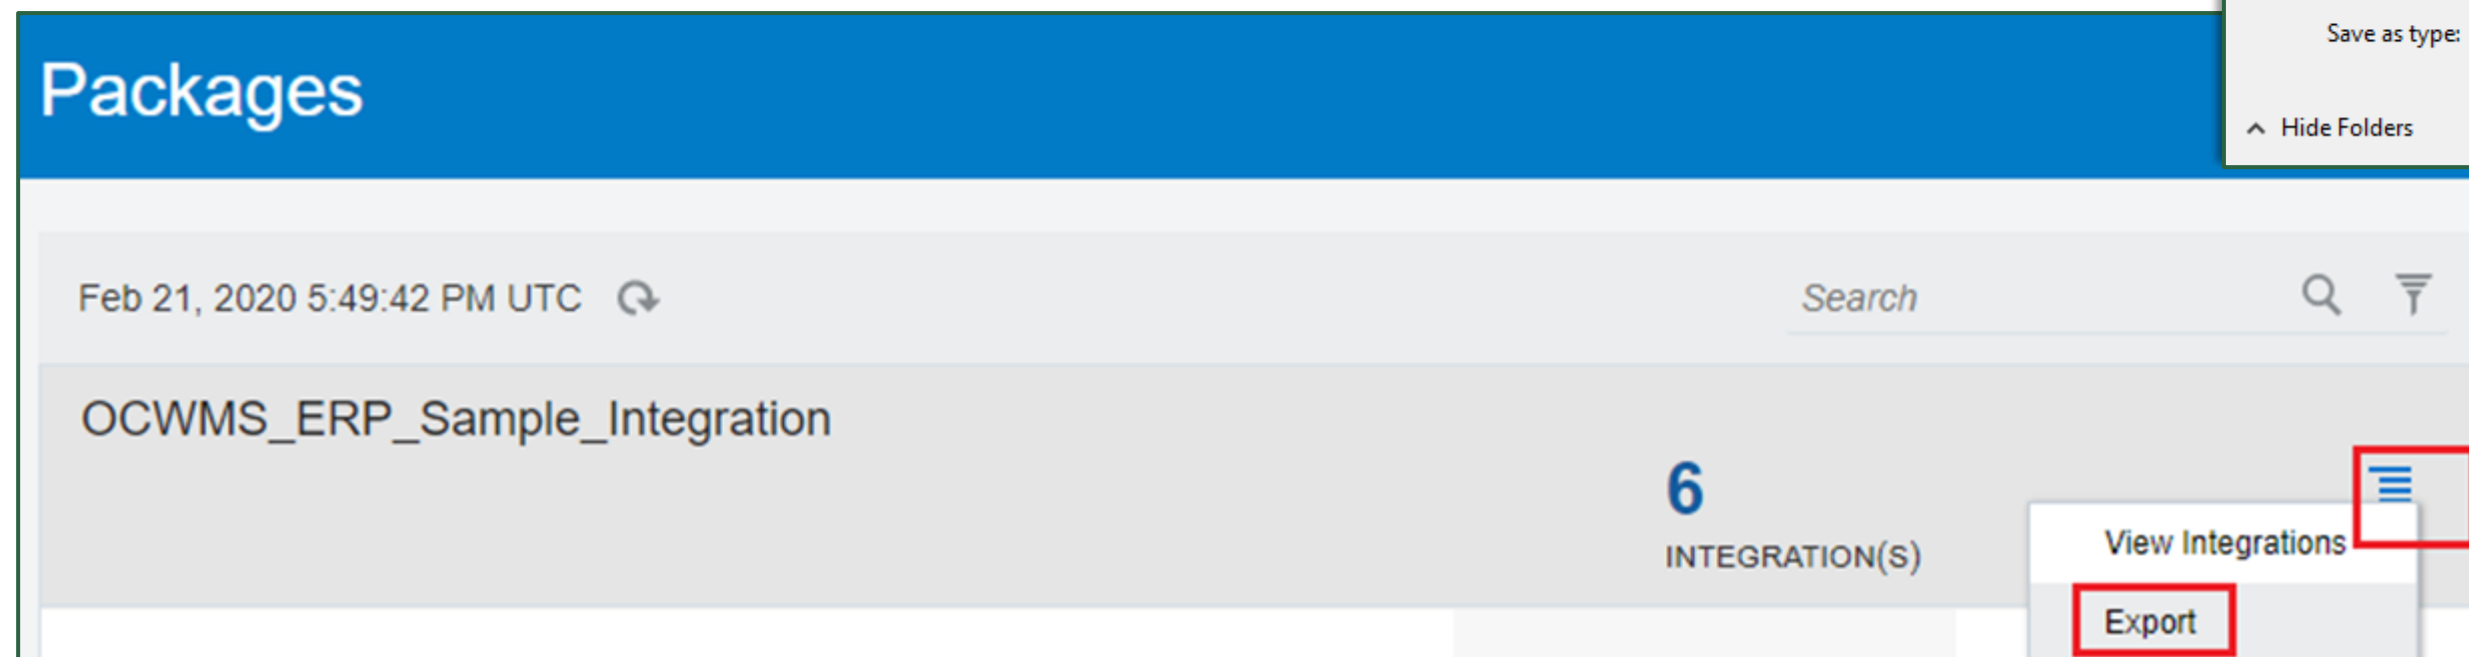 Packages
Save as type:
Hide Folders
Feb 21, 2020 5:49:42 PM UTC
Search
OCWMS_ERP_Sample_Integration
6
INTEGRATION(S)
View Integrations
Export